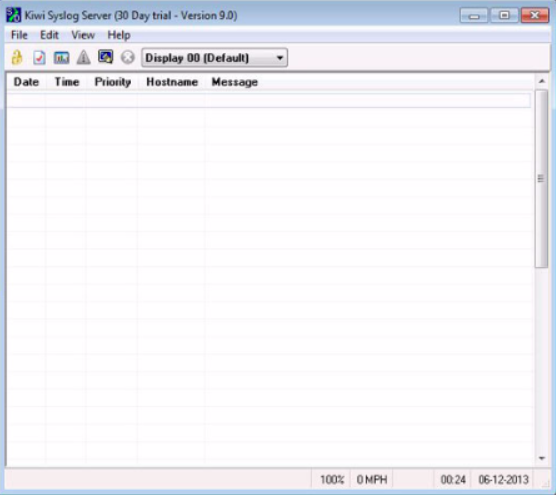 Kiwi Syslog Server (30 Day trial - Version 9.0)
File Edit View Help
Display 00 (Default)
Date Time Priority Hostname Message
100% 0 MPH 00:24 06-12-2013